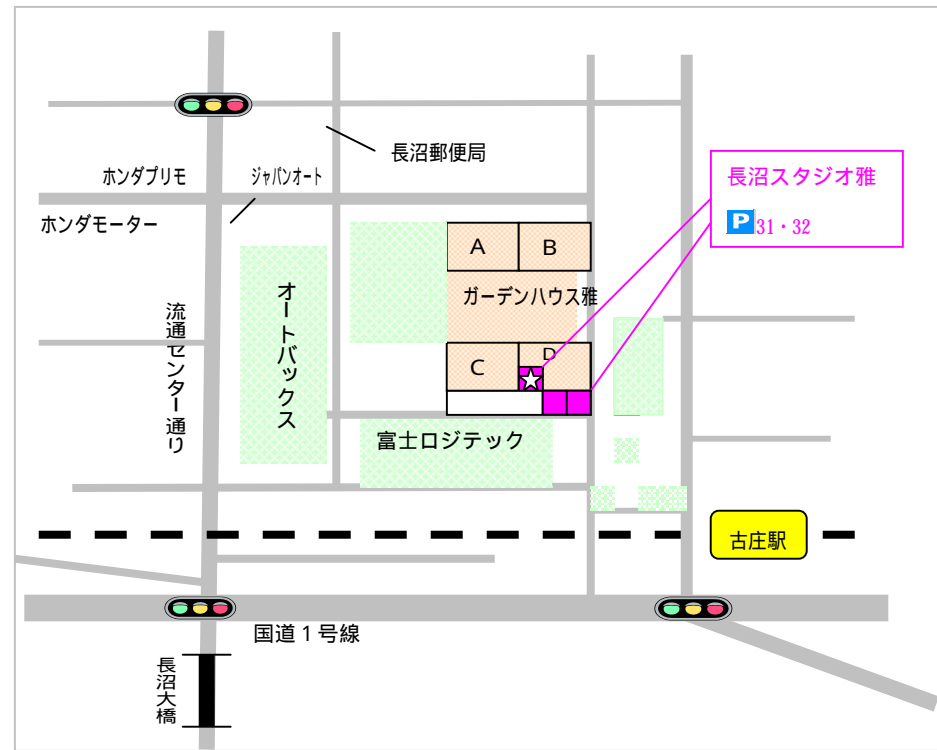 長沼郵便局
ホンダプリモ
ジャパンオート
長沼スタジオ雅
P 31・32
ホンダモーター
A
B
ガーデンハウス雅
オートバックス
流通センター通り
C
D
富士ロジテック
古庄駅
国道1号線
長沼大橋